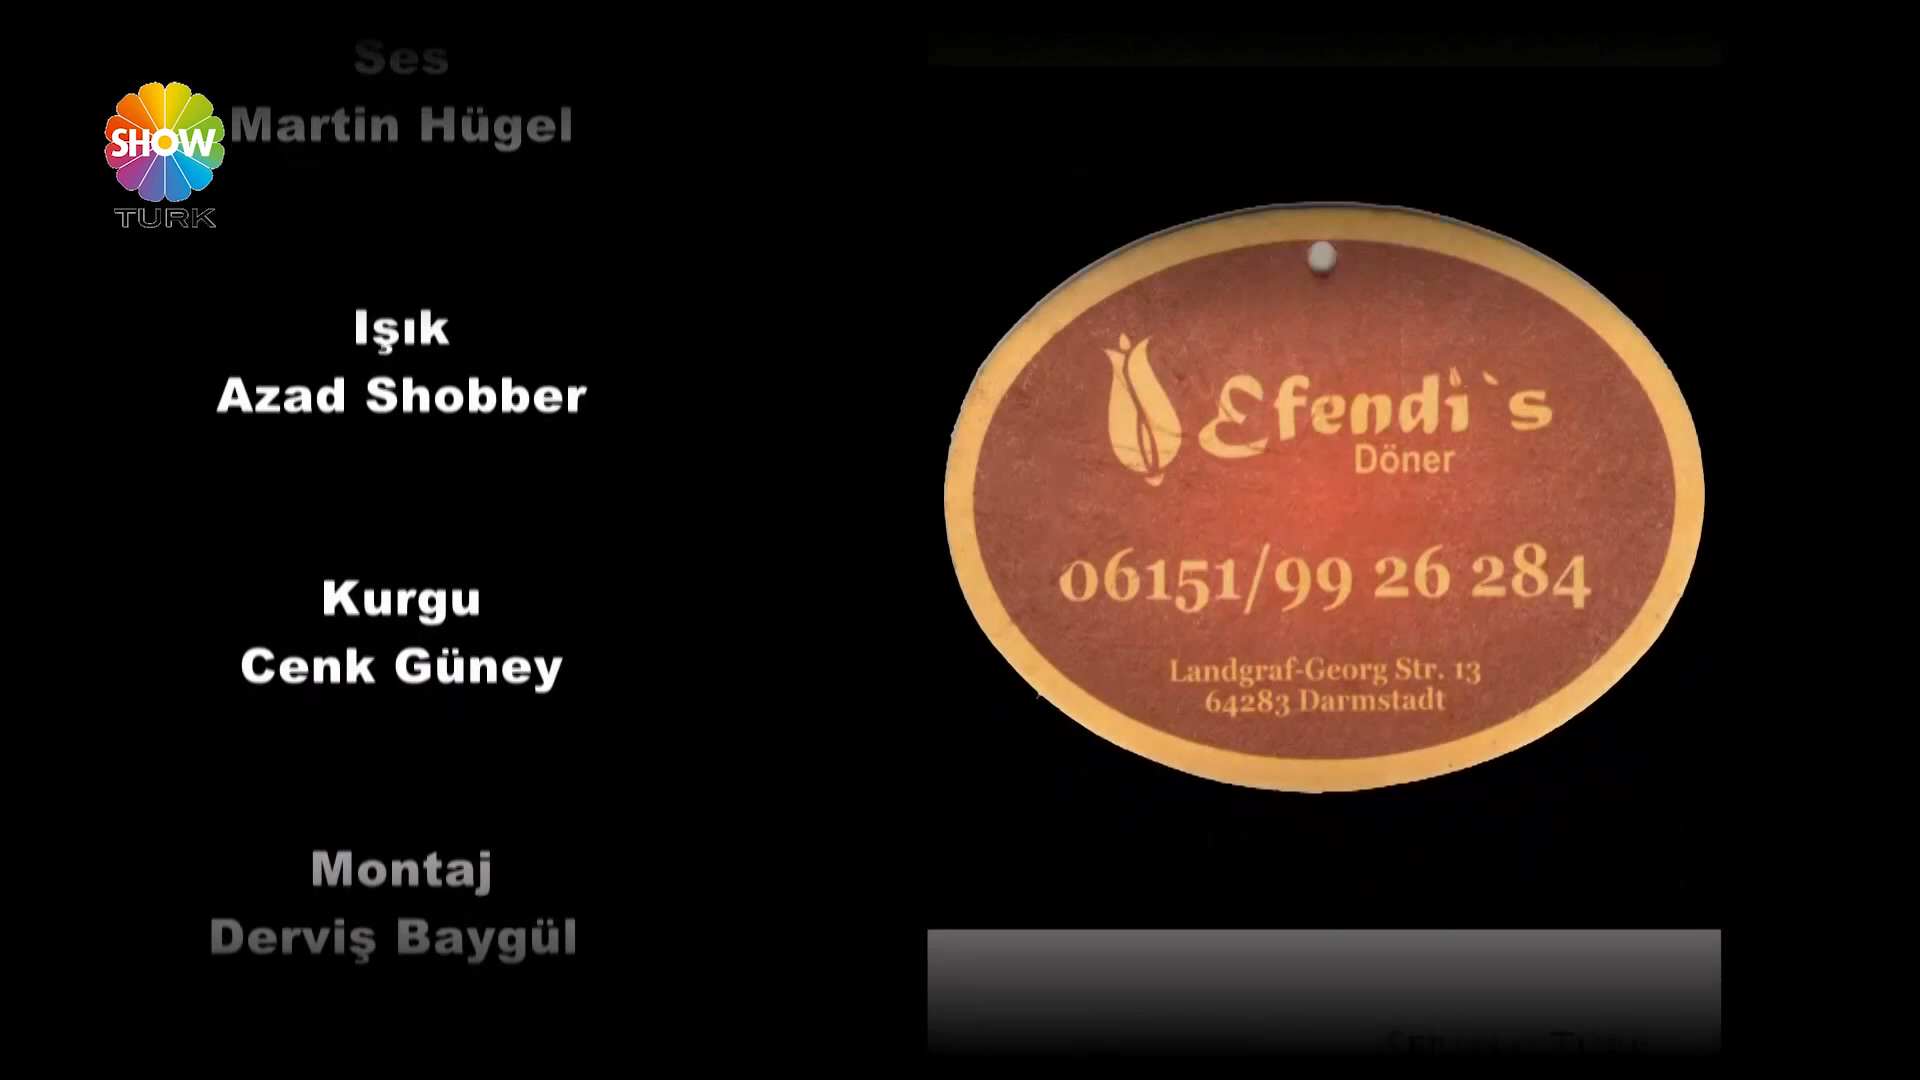 Ses
Martin Hügel
SHOW
TURK
Işık
Azad Shobber
Kurgu
Cenk Güney
Montaj
Derviş Baygül
Efendi`s
Döner
06151/99 26 284
Landgraf-Georg Str. 13
64283 Darmstadt